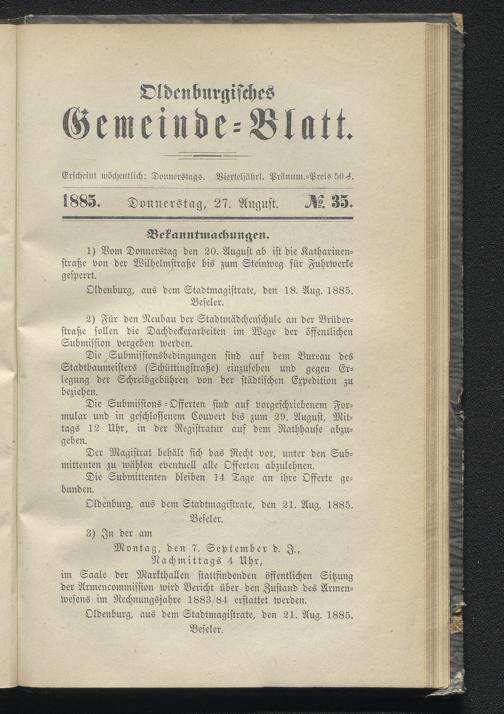 Oldenburgisches
Gemeinde-Blatt.
Erscheint wöchentlich: Donnerstags. Vierteljährl. Pränum.-Preis 50 ₰.
1885. Donnerstag, 27. August. № 35.
Bekanntmachungen.
1) Vom Donnerstag den 20. August ab ist die Katharinen-
straße von der Wilhelmstraße bis zum Steinweg für Fuhrwerke
gesperrt.
Oldenburg, aus dem Stadtmagistrate, den 18. Aug. 1885.
Beseler.
2) Für den Neubau der Stadtmädchenschule an der Brüder-
straße sollen die Dachdeckerarbeiten im Wege der öffentlichen
Submission vergeben werden.
Die Submissionsbedingungen sind auf dem Bureau des
Stadtbaumeisters (Schüttingstraße) einzusehen und gegen Er-
legung der Schreibgebühren von der städtischen Expedition zu
beziehen.
Die Submissions-Offerten sind auf vorgeschriebenem For-
mular und in geschlossenem Couvert bis zum 29. August, Mit-
tags 12 Uhr, in der Registratur auf dem Rathhause abzu-
geben.
Der Magistrat behält sich das Recht vor, unter den Sub-
mittenten zu wählen eventuell alle Offerten abzulehnen.
Die Submittenten bleiben 14 Tage an ihre Offerte ge-
bunden.
Oldenburg, aus dem Stadtmagistrate, den 21. Aug. 1885.
Beseler.
3) In der am
Montag, den 7. September d. J.,
Nachmittags 4 Uhr,
im Saale der Markthallen stattfindenden öffentlichen Sitzung
der Armencommission wird Bericht über den Zustand des Armen-
wesens im Rechnungsjahre 1883/84 erstattet werden.
Oldenburg, aus dem Stadtmagistrate, den 21. Aug. 1885.
Beseler.